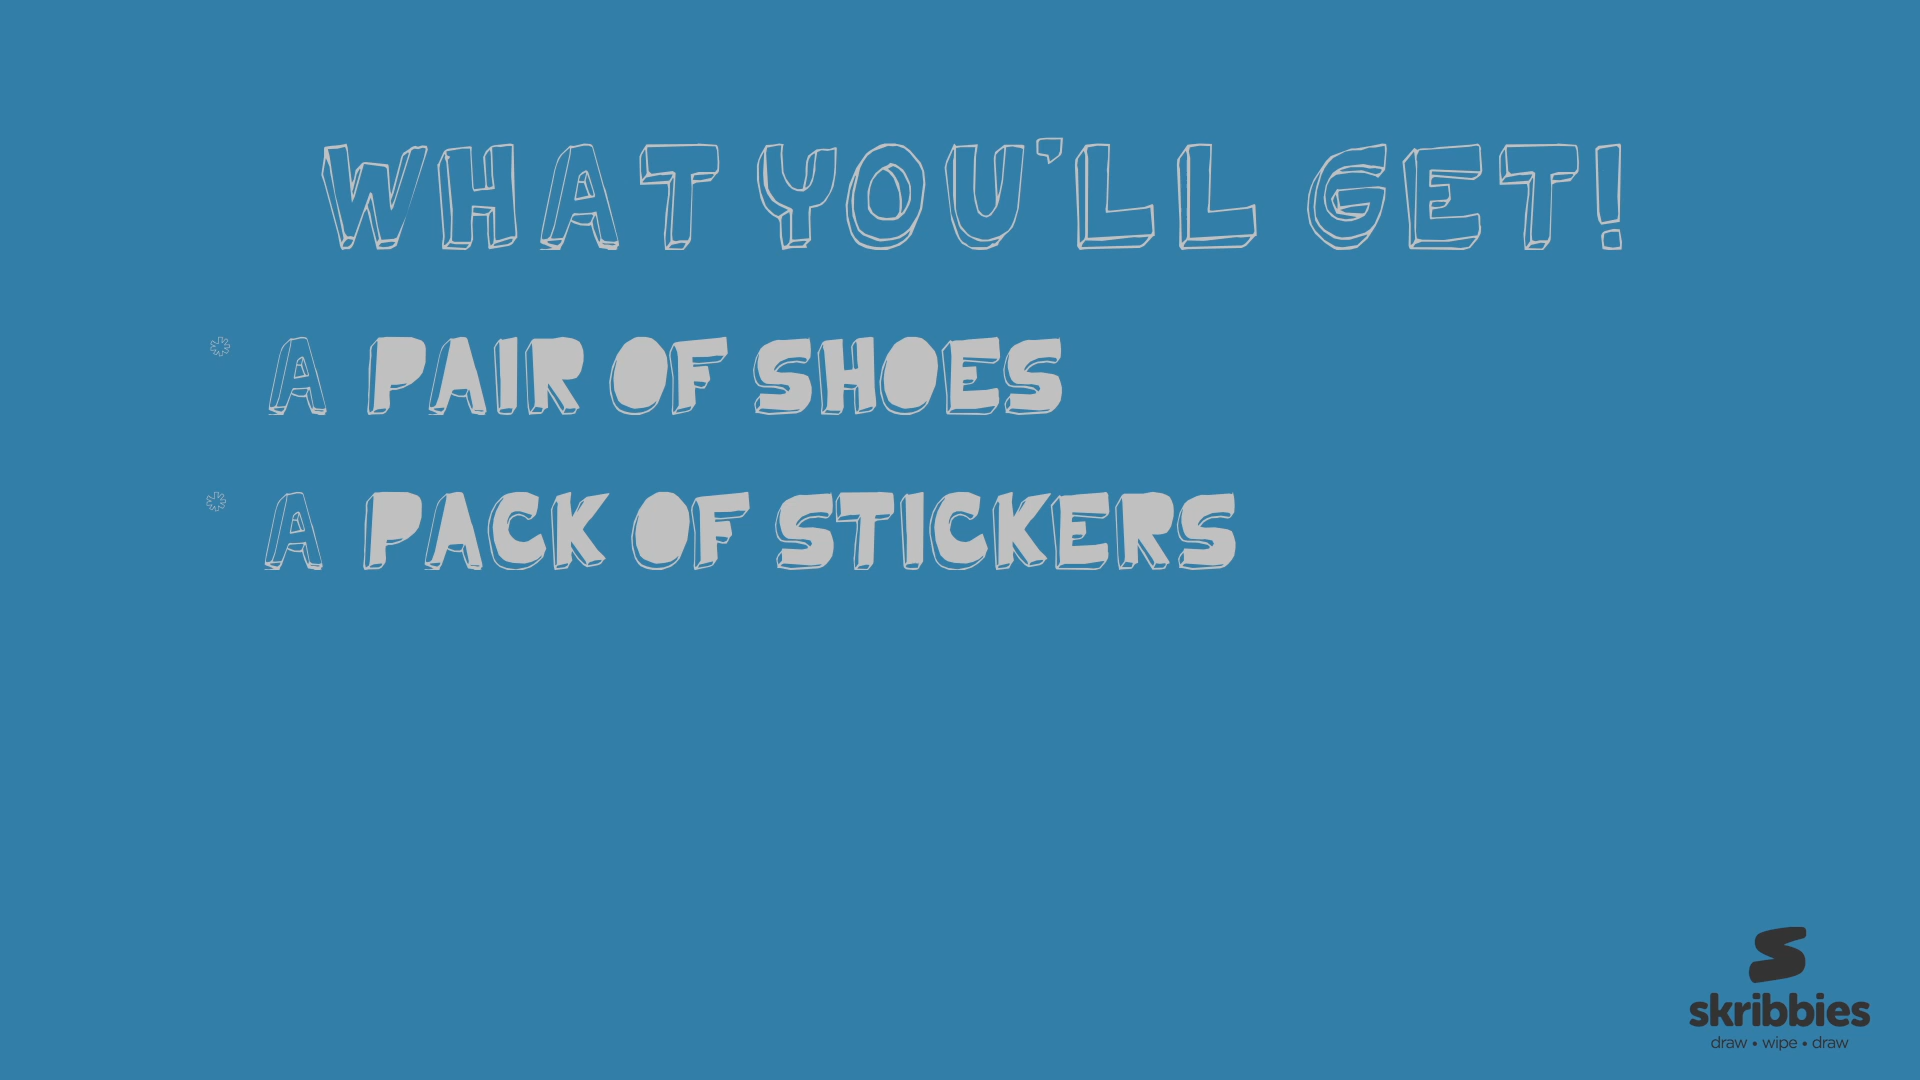 WHAT YOU'LL GET!
* A PAIR OF SHOES
* A PACK OF STICKERS
skribbies
draw • wipe • draw